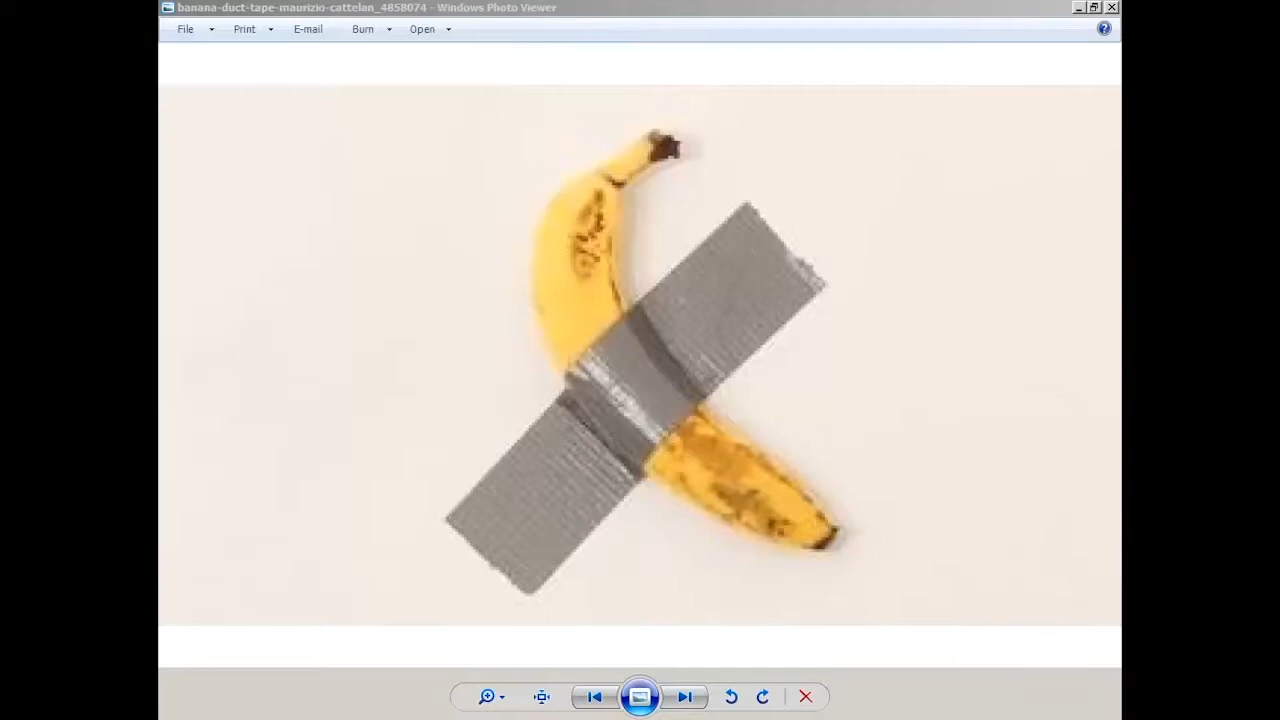 banana-duct-tape-maurizio-cattelan_4858074 - Windows Photo Viewer
File Print E-mail Burn Open